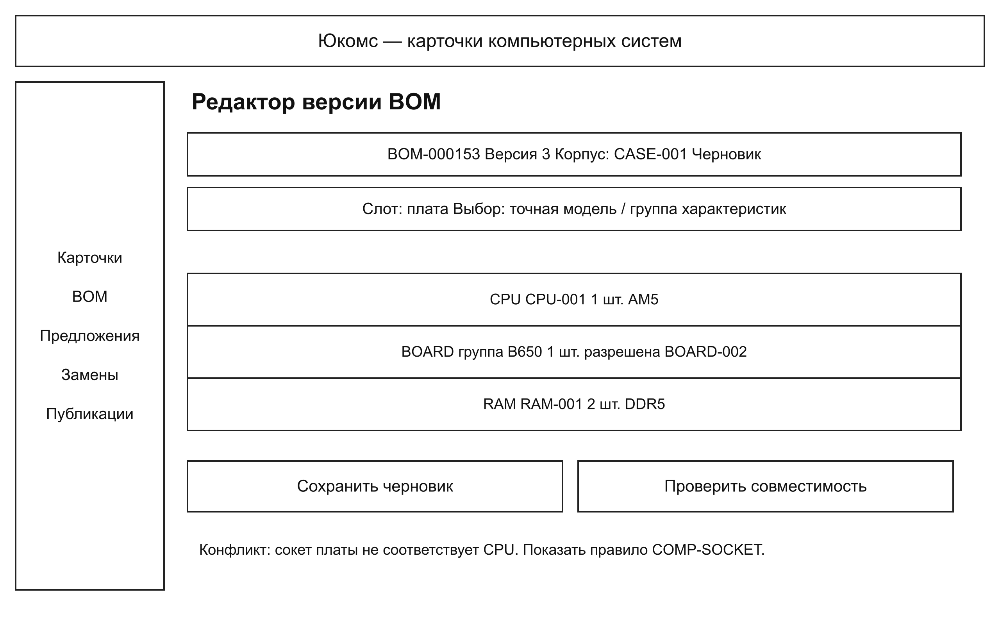 Юкомс — карточки компьютерных систем
Карточки
BOM
Предложения
Замены
Публикации
Редактор версии BOM
BOM-000153 Версия 3 Корпус: CASE-001 Черновик
Слот: плата Выбор: точная модель / группа характеристик
CPU CPU-001 1 шт. AM5
BOARD группа B650 1 шт. разрешена BOARD-002
RAM RAM-001 2 шт. DDR5
Сохранить черновик
Проверить совместимость
Конфликт: сокет платы не соответствует CPU. Показать правило COMP-SOCKET.